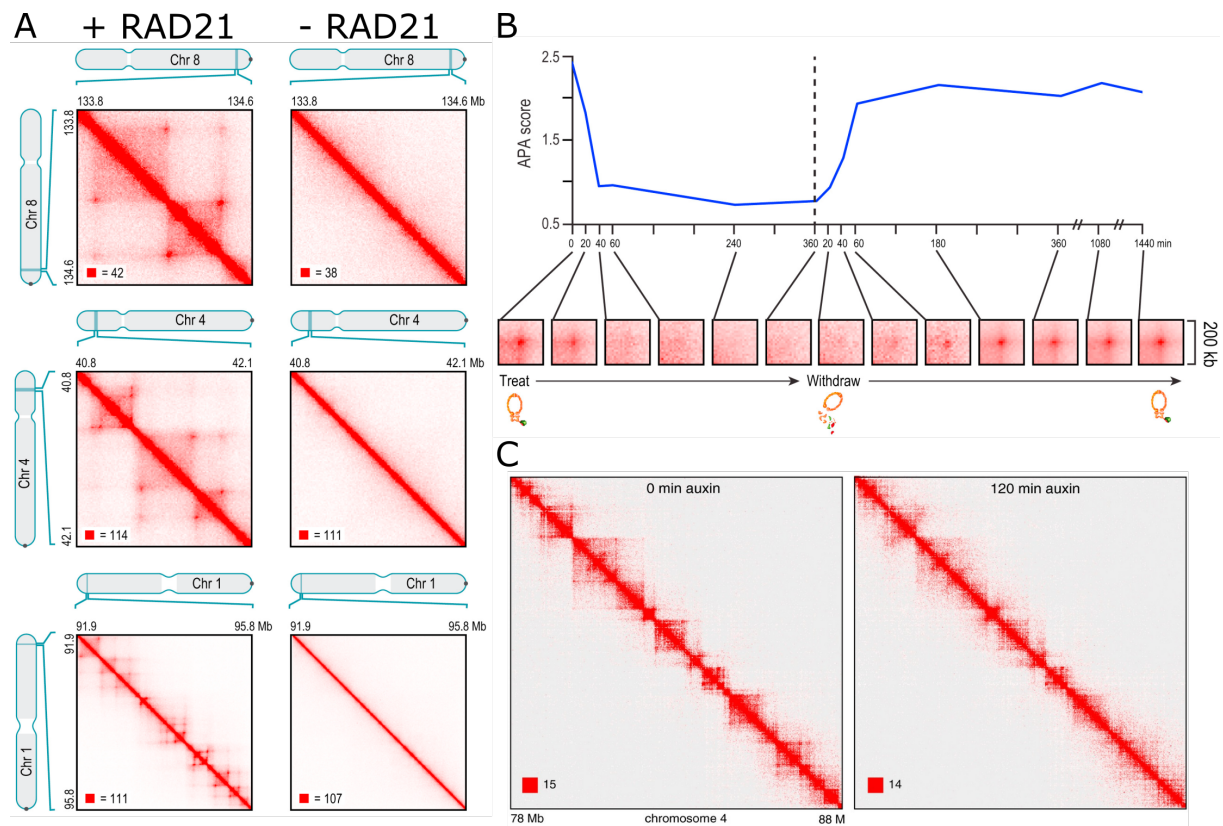 A + RAD21 - RAD21
Chr 8 Chr 8
133.8 134.6 133.8 134.6 Mb
133.8
Chr 8
134.6
= 42 = 38
Chr 4 Chr 4
40.8 42.1 40.8 42.1 Mb
40.8
Chr 4
42.1
= 114 = 111
Chr 1 Chr 1
91.9 95.8 Mb 91.9 95.8 Mb
91.9
Chr 1
95.8
= 111 = 107
B
2.5
1.5
0.5
APA score
0 20 40 60 240 360 20 40 60 180 360 1080 1440 min
200 kb
Treat Withdraw
C
0 min auxin 120 min auxin
15 14
78 Mb chromosome 4 88 M